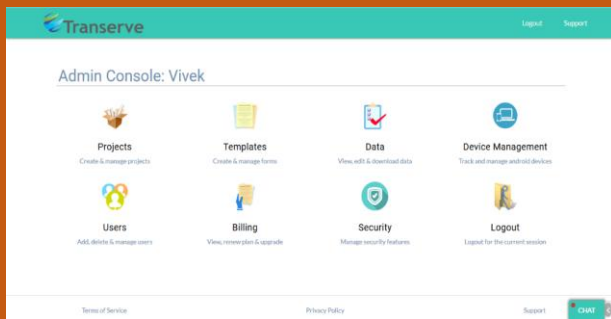 Transerve
Logout Support
Admin Console: Vivek
Projects Templates Data Device Management
Create & manage projects Create & manage forms View, edit & download data Track and manage android devices
Users Billing Security Logout
Add, delete & manage users View, renew plan & upgrade Manage security features Logout for the current session
Terms of Service Privacy Policy Support CHAT